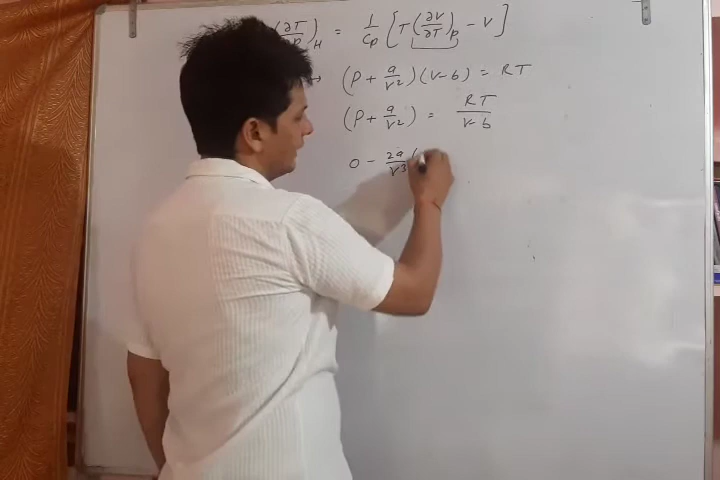 (∂T/∂P)_H = 1/Cp [T(∂V/∂T)_P - V]
→ (P + a/V²)(V-b) = RT
(P + a/V²) = RT/V-b
0 - 2a/V³ (